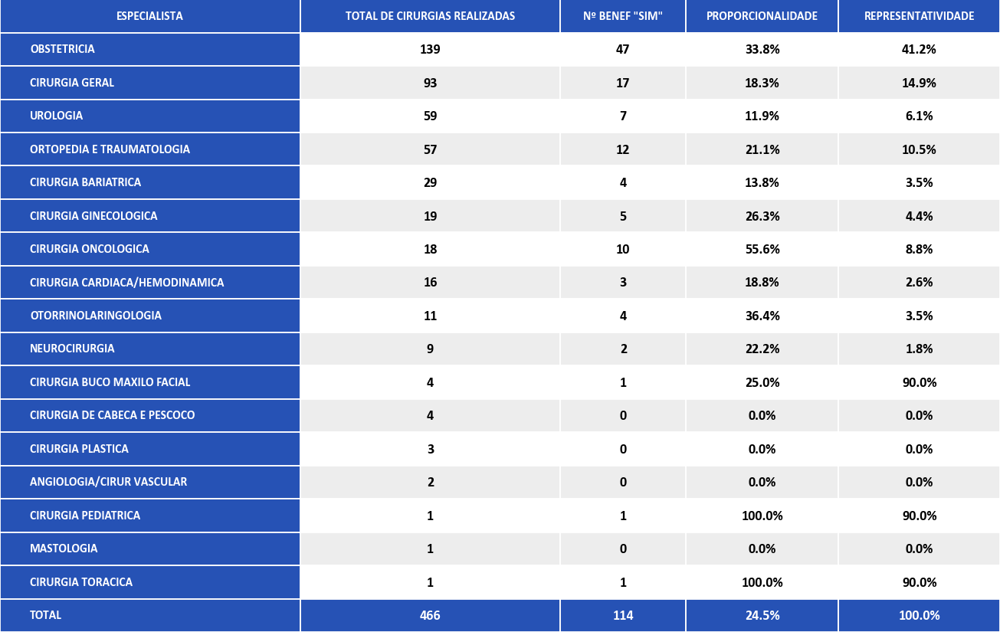 ESPECIALISTA TOTAL DE CIRURGIAS REALIZADAS Nº BENEF "SIM" PROPORCIONALIDADE REPRESENTATIVIDADE
OBSTETRICIA 139 47 33.8% 41.2%
CIRURGIA GERAL 93 17 18.3% 14.9%
UROLOGIA 59 7 11.9% 6.1%
ORTOPEDIA E TRAUMATOLOGIA 57 12 21.1% 10.5%
CIRURGIA BARIATRICA 29 4 13.8% 3.5%
CIRURGIA GINECOLOGICA 19 5 26.3% 4.4%
CIRURGIA ONCOLOGICA 18 10 55.6% 8.8%
CIRURGIA CARDIACA/HEMODINAMICA 16 3 18.8% 2.6%
OTORRINOLARINGOLOGIA 11 4 36.4% 3.5%
NEUROCIRURGIA 9 2 22.2% 1.8%
CIRURGIA BUCO MAXILO FACIAL 4 1 25.0% 90.0%
CIRURGIA DE CABECA E PESCOCO 4 0 0.0% 0.0%
CIRURGIA PLASTICA 3 0 0.0% 0.0%
ANGIOLOGIA/CIRUR VASCULAR 2 0 0.0% 0.0%
CIRURGIA PEDIATRICA 1 1 100.0% 90.0%
MASTOLOGIA 1 0 0.0% 0.0%
CIRURGIA TORACICA 1 1 100.0% 90.0%
TOTAL 466 114 24.5% 100.0%